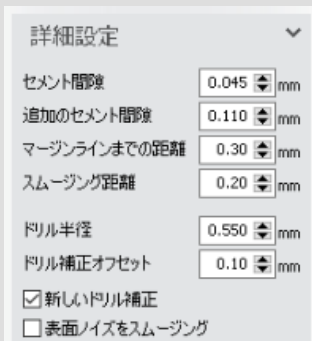 詳細設定
セメント間隙 0.045 mm
追加のセメント間隙 0.110 mm
マージンラインまでの距離 0.30 mm
スムージング距離 0.20 mm
ドリル半径 0.550 mm
ドリル補正オフセット 0.10 mm
新しいドリル補正
表面ノイズをスムージング